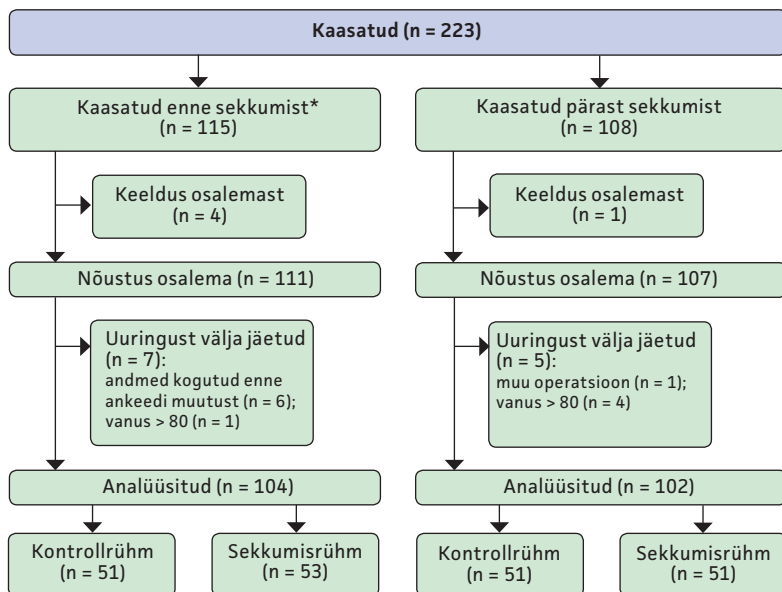 Kaasatud (n = 223)
Kaasatud enne sekkumist*
(n = 115)
Keeldus osalemast
(n = 4)
Nõustus osalema (n = 111)
Uuringust välja jäetud
(n = 7):
andmed kogutud enne
ankeedi muutust (n = 6);
vanus > 80 (n = 1)
Analüüsitud (n = 104)
Kontrollrühm
(n = 51)
Sekkumisrühm
(n = 53)
Kaasatud pärast sekkumist
(n = 108)
Keeldus osalemast
(n = 1)
Nõustus osalema (n = 107)
Uuringust välja jäetud
(n = 5):
muu operatsioon (n = 1);
vanus > 80 (n = 4)
Analüüsitud (n = 102)
Kontrollrühm
(n = 51)
Sekkumisrühm
(n = 51)